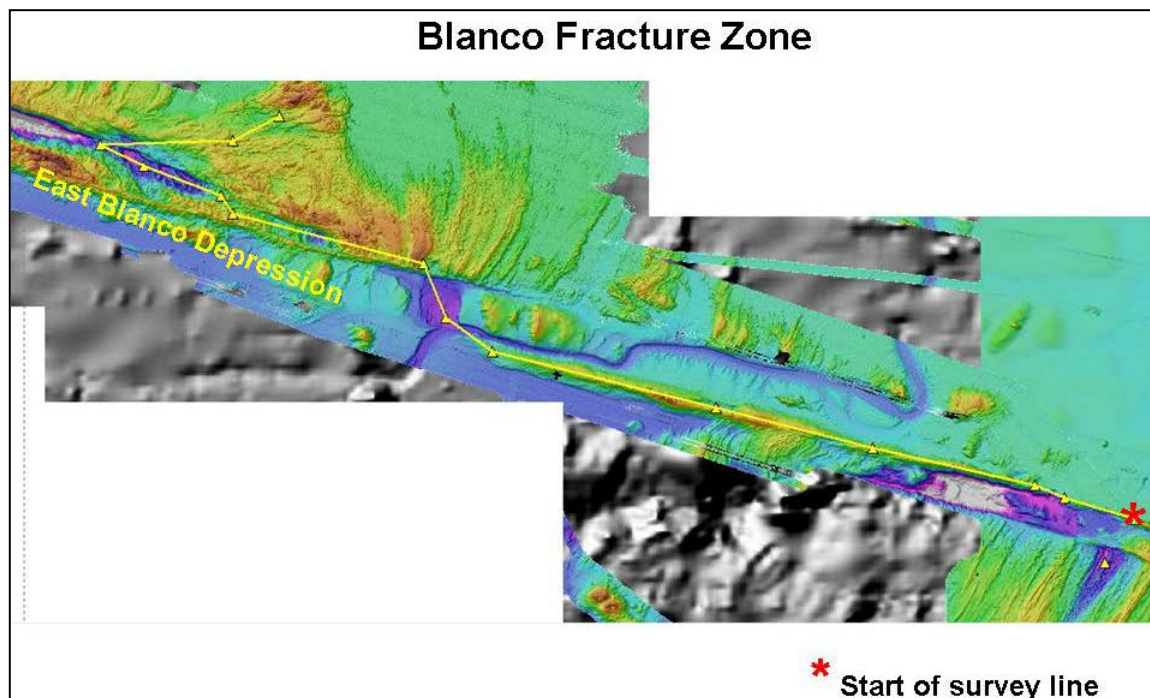 Blanco Fracture Zone
East Blanco Depression
*
* Start of survey line